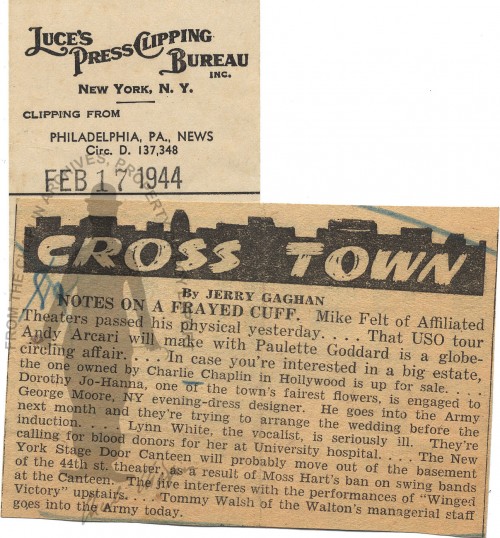 LUCE'S
PRESS CLIPPING
BUREAU
INC.
NEW YORK, N. Y.
CLIPPING FROM
PHILADELPHIA, PA., NEWS
Circ. D. 137,348
FEB 17 1944
CROSS TOWN
By JERRY GAGHAN
NOTES ON A FRAYED CUFF. Mike Felt of Affiliated
Theaters passed his physical yesterday. . . . That USO tour
Andy Arcari will make with Paulette Goddard is a globe-
circling affair. . . . In case you're interested in a big estate,
the one owned by Charlie Chaplin in Hollywood is up for sale. . . .
Dorothy Jo-Hanna, one of the town's fairest flowers, is engaged to
George Moore, NY evening-dress designer. He goes into the Army
next month and they're trying to arrange the wedding before the
induction. . . . Lynn White, the vocalist, is seriously ill. They're
calling for blood donors for her at University hospital. . . . The New
York Stage Door Canteen will probably move out of the basement
of the 44th st. theater, as a result of Moss Hart's ban on swing bands
at the Canteen. The jive interferes with the performances of "Winged
Victory" upstairs. . . . Tommy Walsh of the Walton's managerial staff
goes into the Army today.
FROM THE ARCHIVES, PROPERTY